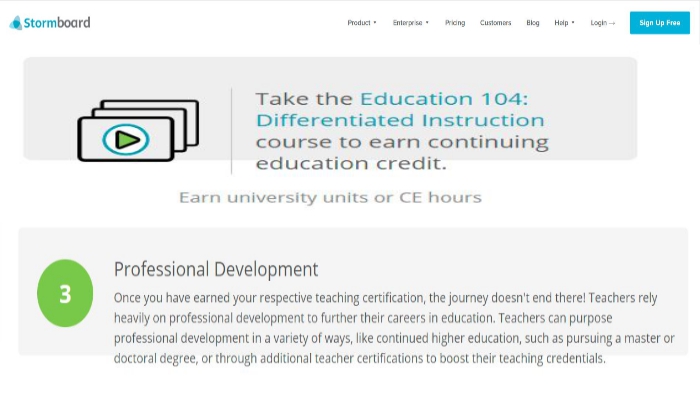 Stormboard
Product
Enterprise
Pricing
Customers
Blog
Help
Login →
Sign Up Free
Take the Education 104:
Differentiated Instruction
course to earn continuing
education credit.
Earn university units or CE hours
3
Professional Development
Once you have earned your respective teaching certification, the journey doesn't end there! Teachers rely
heavily on professional development to further their careers in education. Teachers can purpose
professional development in a variety of ways, like continued higher education, such as pursuing a master or
doctoral degree, or through additional teacher certifications to boost their teaching credentials.